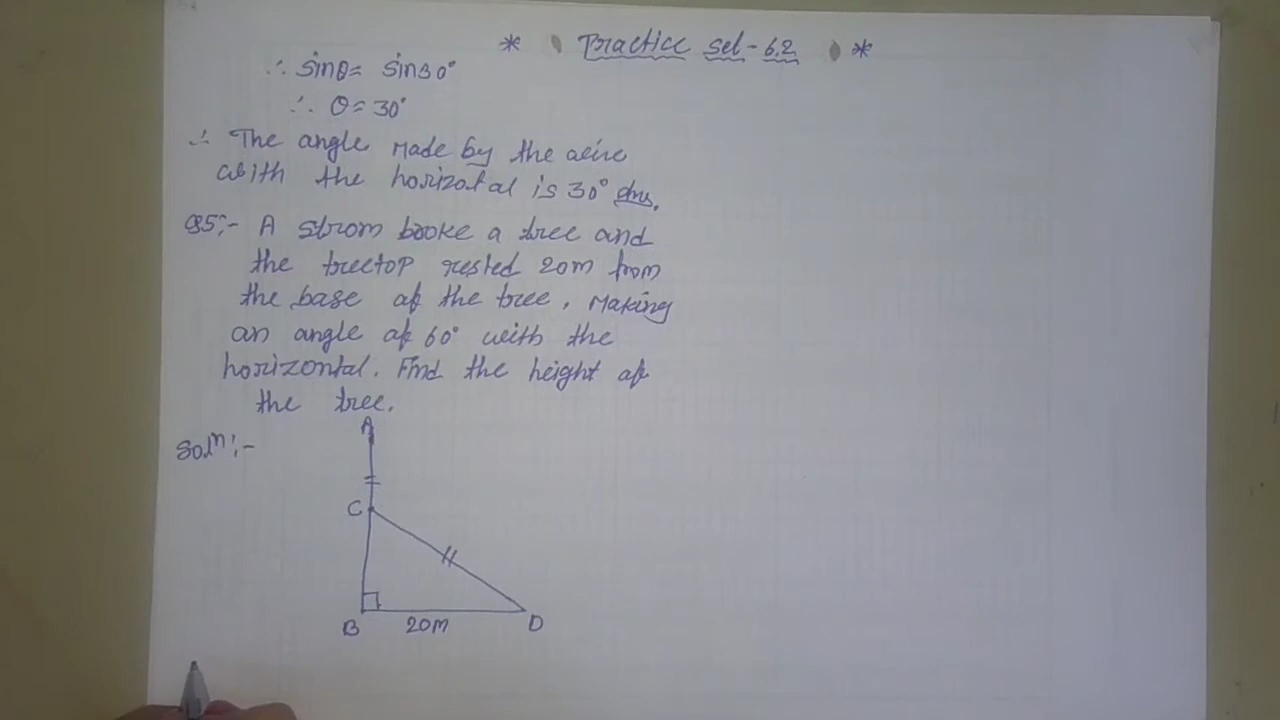 * Practice Set-6.2 *
∴ sinθ= sin30°
∴ θ=30°
∴ The angle made by the wire
with the horizotal is 30° Ans.
Q5:- A strom broke a tree and
the treetop rested 20m from
the base of the tree, Making
an angle of 60° with the
horizontal. Find the height of
the tree.
Solⁿ:-
A
C
B
20M
D